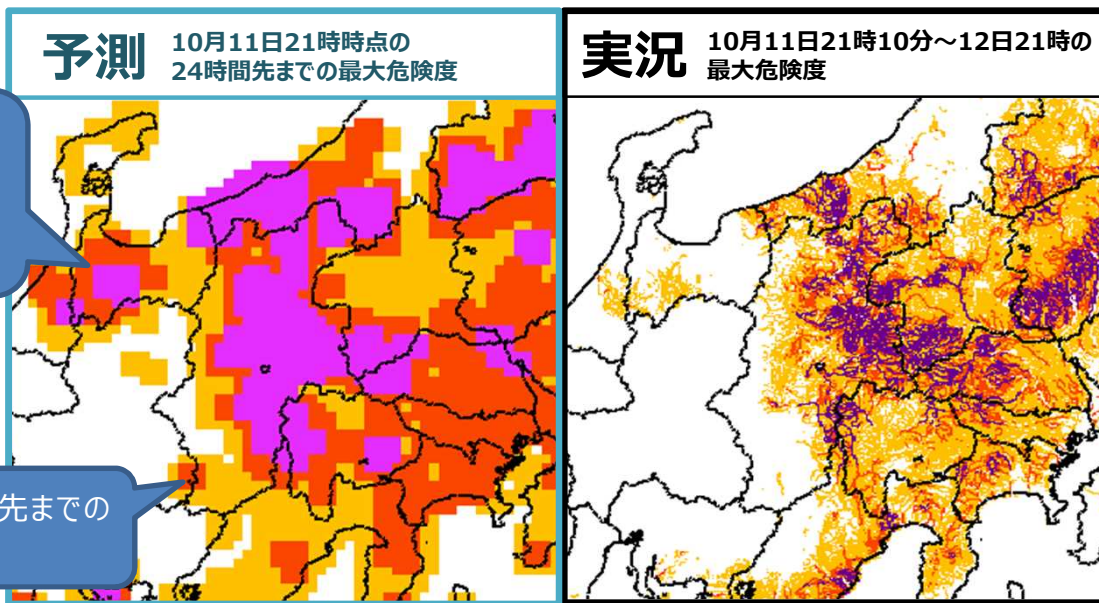 予測
10月11日21時時点の
24時間先までの最大危険度
実況
10月11日21時10分～12日21時の
最大危険度
先までの